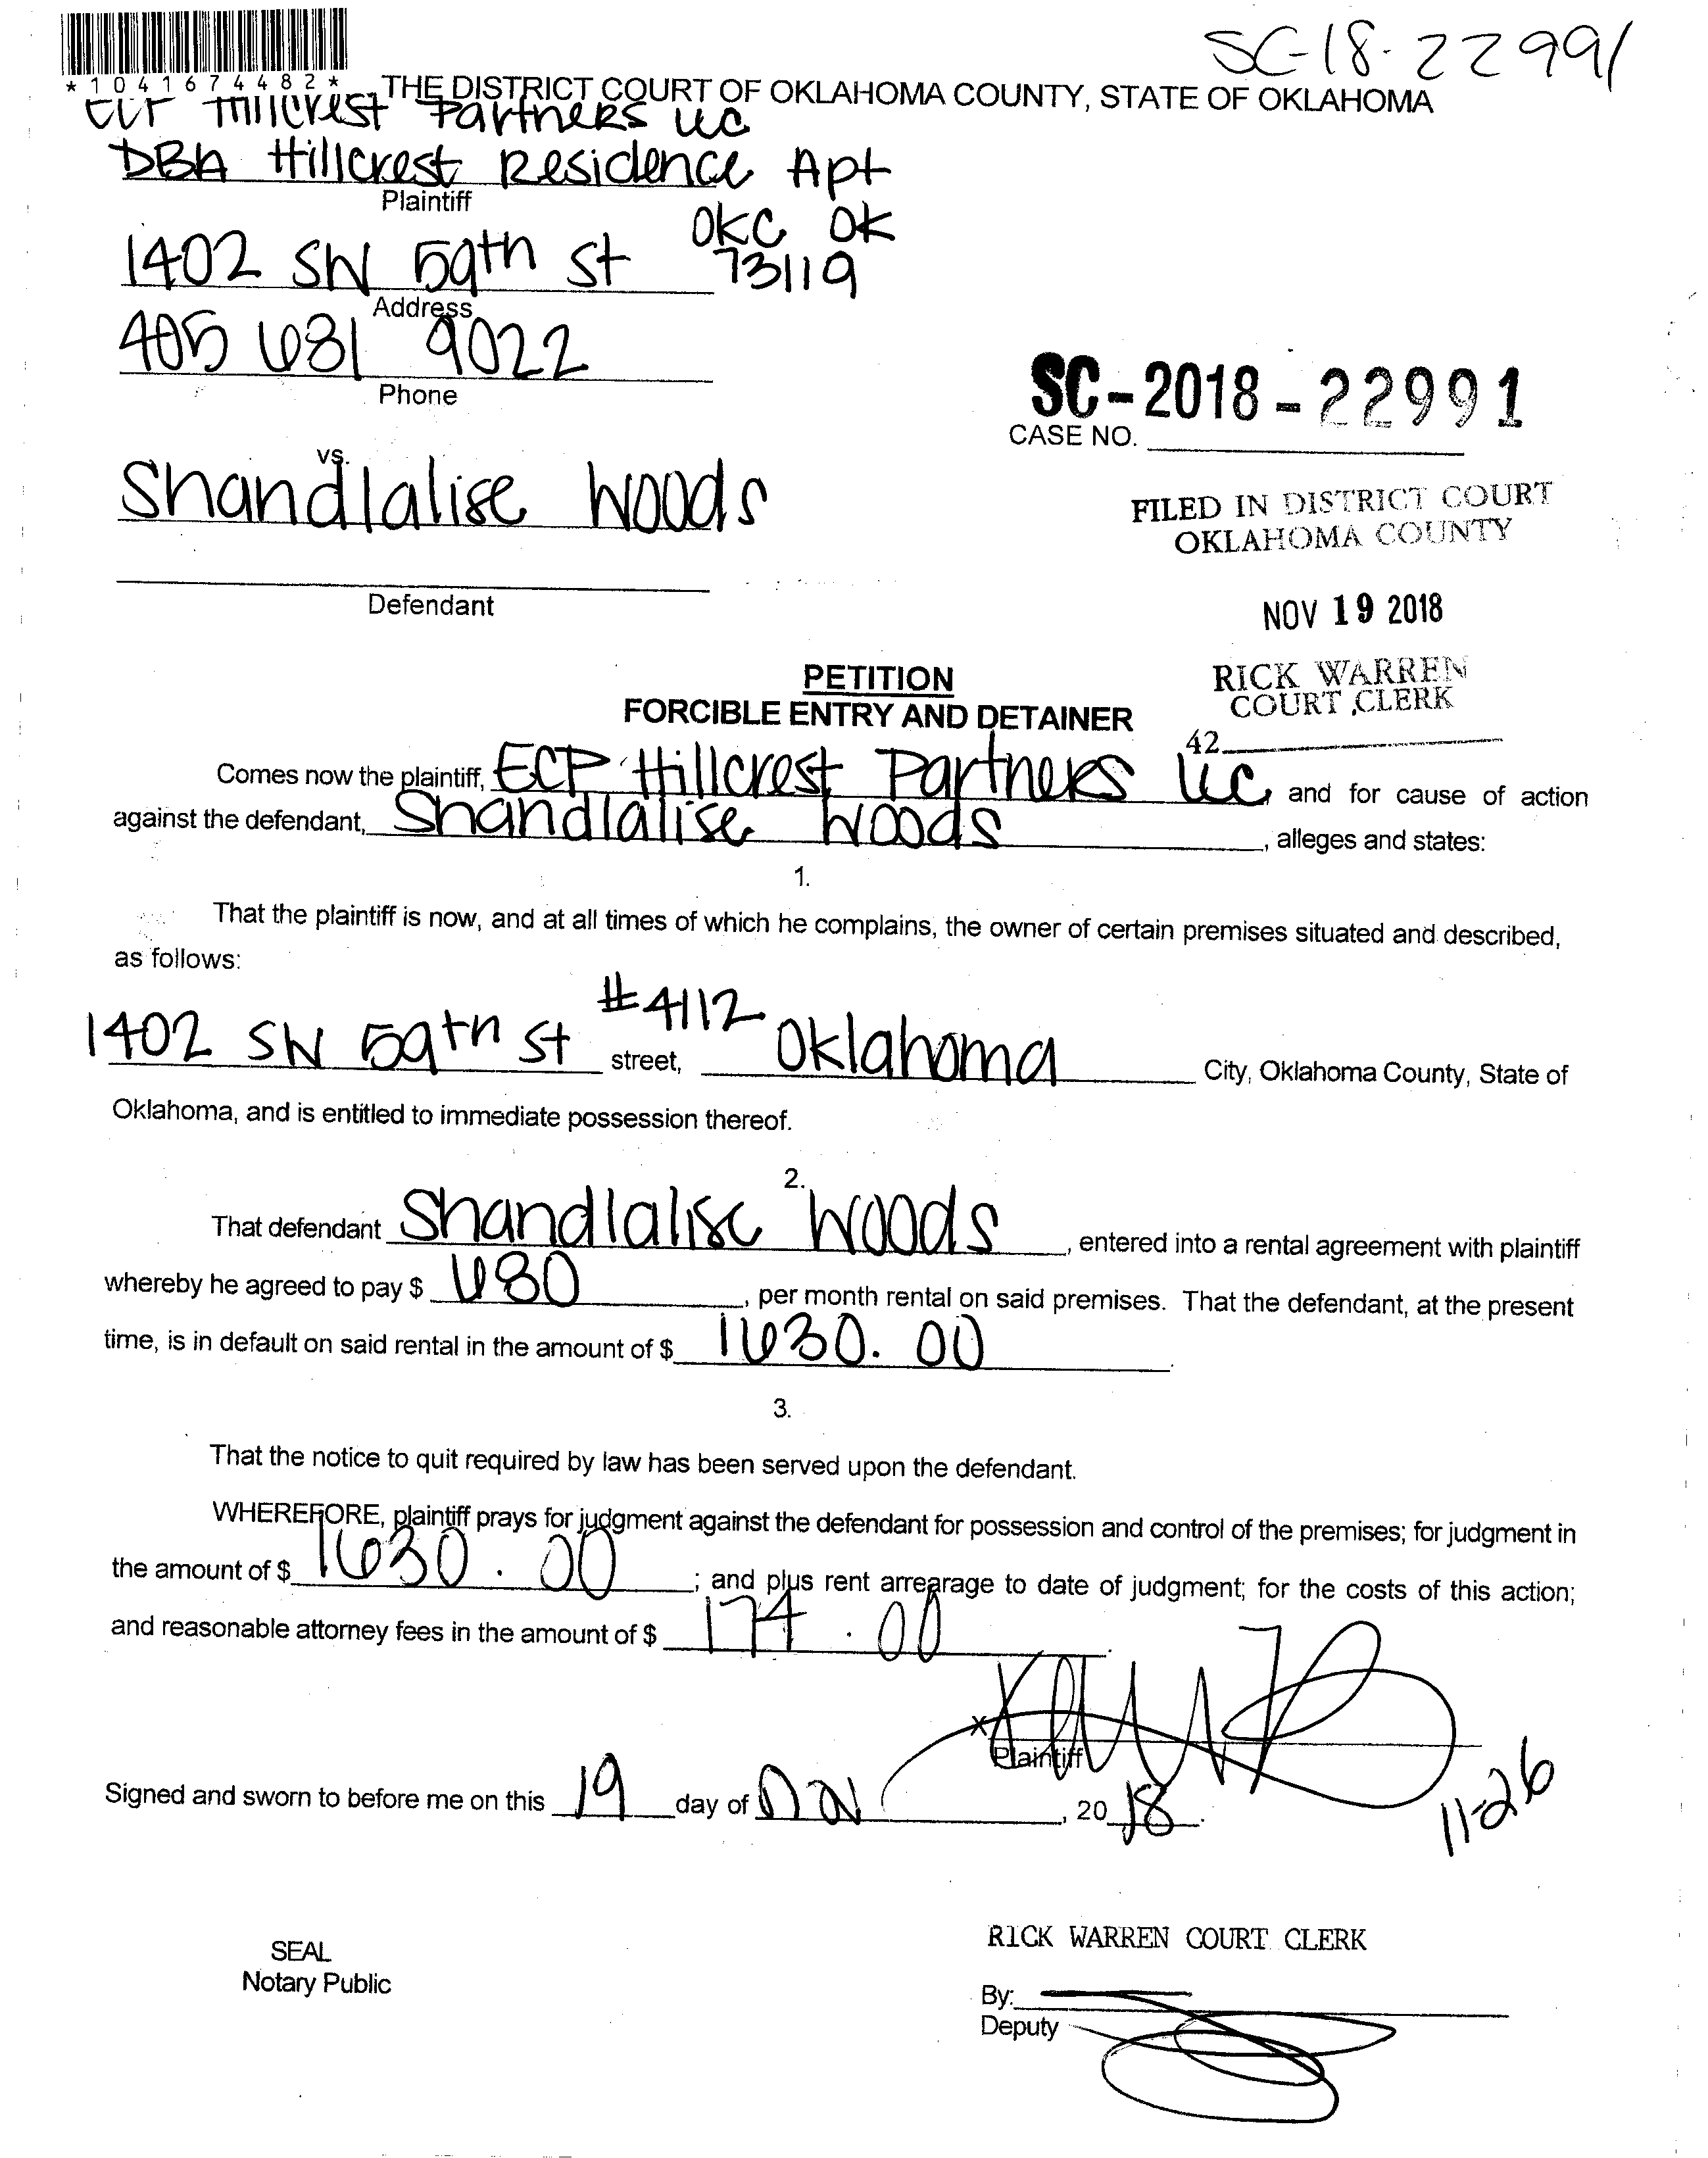 SC-18-22991
*1041674482*
THE DISTRICT COURT OF OKLAHOMA COUNTY, STATE OF OKLAHOMA
ECP Hillcrest Partners LLC
DBA Hillcrest Residence Apt
Plaintiff
OKC OK
1402 SW 59th St 73119
Address
405 681 9022
Phone
SC-2018-22991
CASE NO.
vs.
Shandlalise Woods
FILED IN DISTRICT COURT
OKLAHOMA COUNTY
Defendant
NOV 19 2018
PETITION
FORCIBLE ENTRY AND DETAINER
RICK WARREN
COURT CLERK
42
Comes now the plaintiff, ECP Hillcrest Partners LLC, and for cause of action
against the defendant, Shandlalise Woods, alleges and states:
1.
That the plaintiff is now, and at all times of which he complains, the owner of certain premises situated and described,
as follows:
1402 SW 59th St #4112 street, Oklahoma City, Oklahoma County, State of
Oklahoma, and is entitled to immediate possession thereof.
2.
That defendant Shandlalise Woods, entered into a rental agreement with plaintiff
whereby he agreed to pay $ 680, per month rental on said premises. That the defendant, at the present
time, is in default on said rental in the amount of $ 1630.00.
3.
That the notice to quit required by law has been served upon the defendant.
WHEREFORE, plaintiff prays for judgment against the defendant for possession and control of the premises; for judgment in
the amount of $ 1630.00; and plus rent arrearage to date of judgment; for the costs of this action;
and reasonable attorney fees in the amount of $ 174.00.
x
Plaintiff
Signed and sworn to before me on this 19 day of Nov, 2018.
11-26
RICK WARREN COURT CLERK
SEAL
Notary Public
By:
Deputy